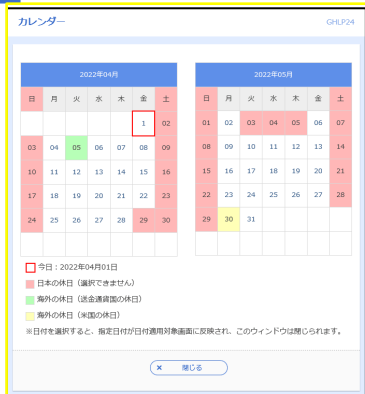 カレンダー GHLP24
2022年04月
日 月 火 水 木 金 土
1 02
03 04 05 06 07 08 09
10 11 12 13 14 15 16
17 18 19 20 21 22 23
24 25 26 27 28 29 30
2022年05月
日 月 火 水 木 金 土
01 02 03 04 05 06 07
08 09 10 11 12 13 14
15 16 17 18 19 20 21
22 23 24 25 26 27 28
29 30 31
今日：2022年04月01日
日本の休日（選択できません）
海外の休日（送金通貨国の休日）
海外の休日（米国の休日）
※日付を選択すると、指定日付が日付適用対象画面に反映され、このウィンドウは閉じられます。
× 閉じる